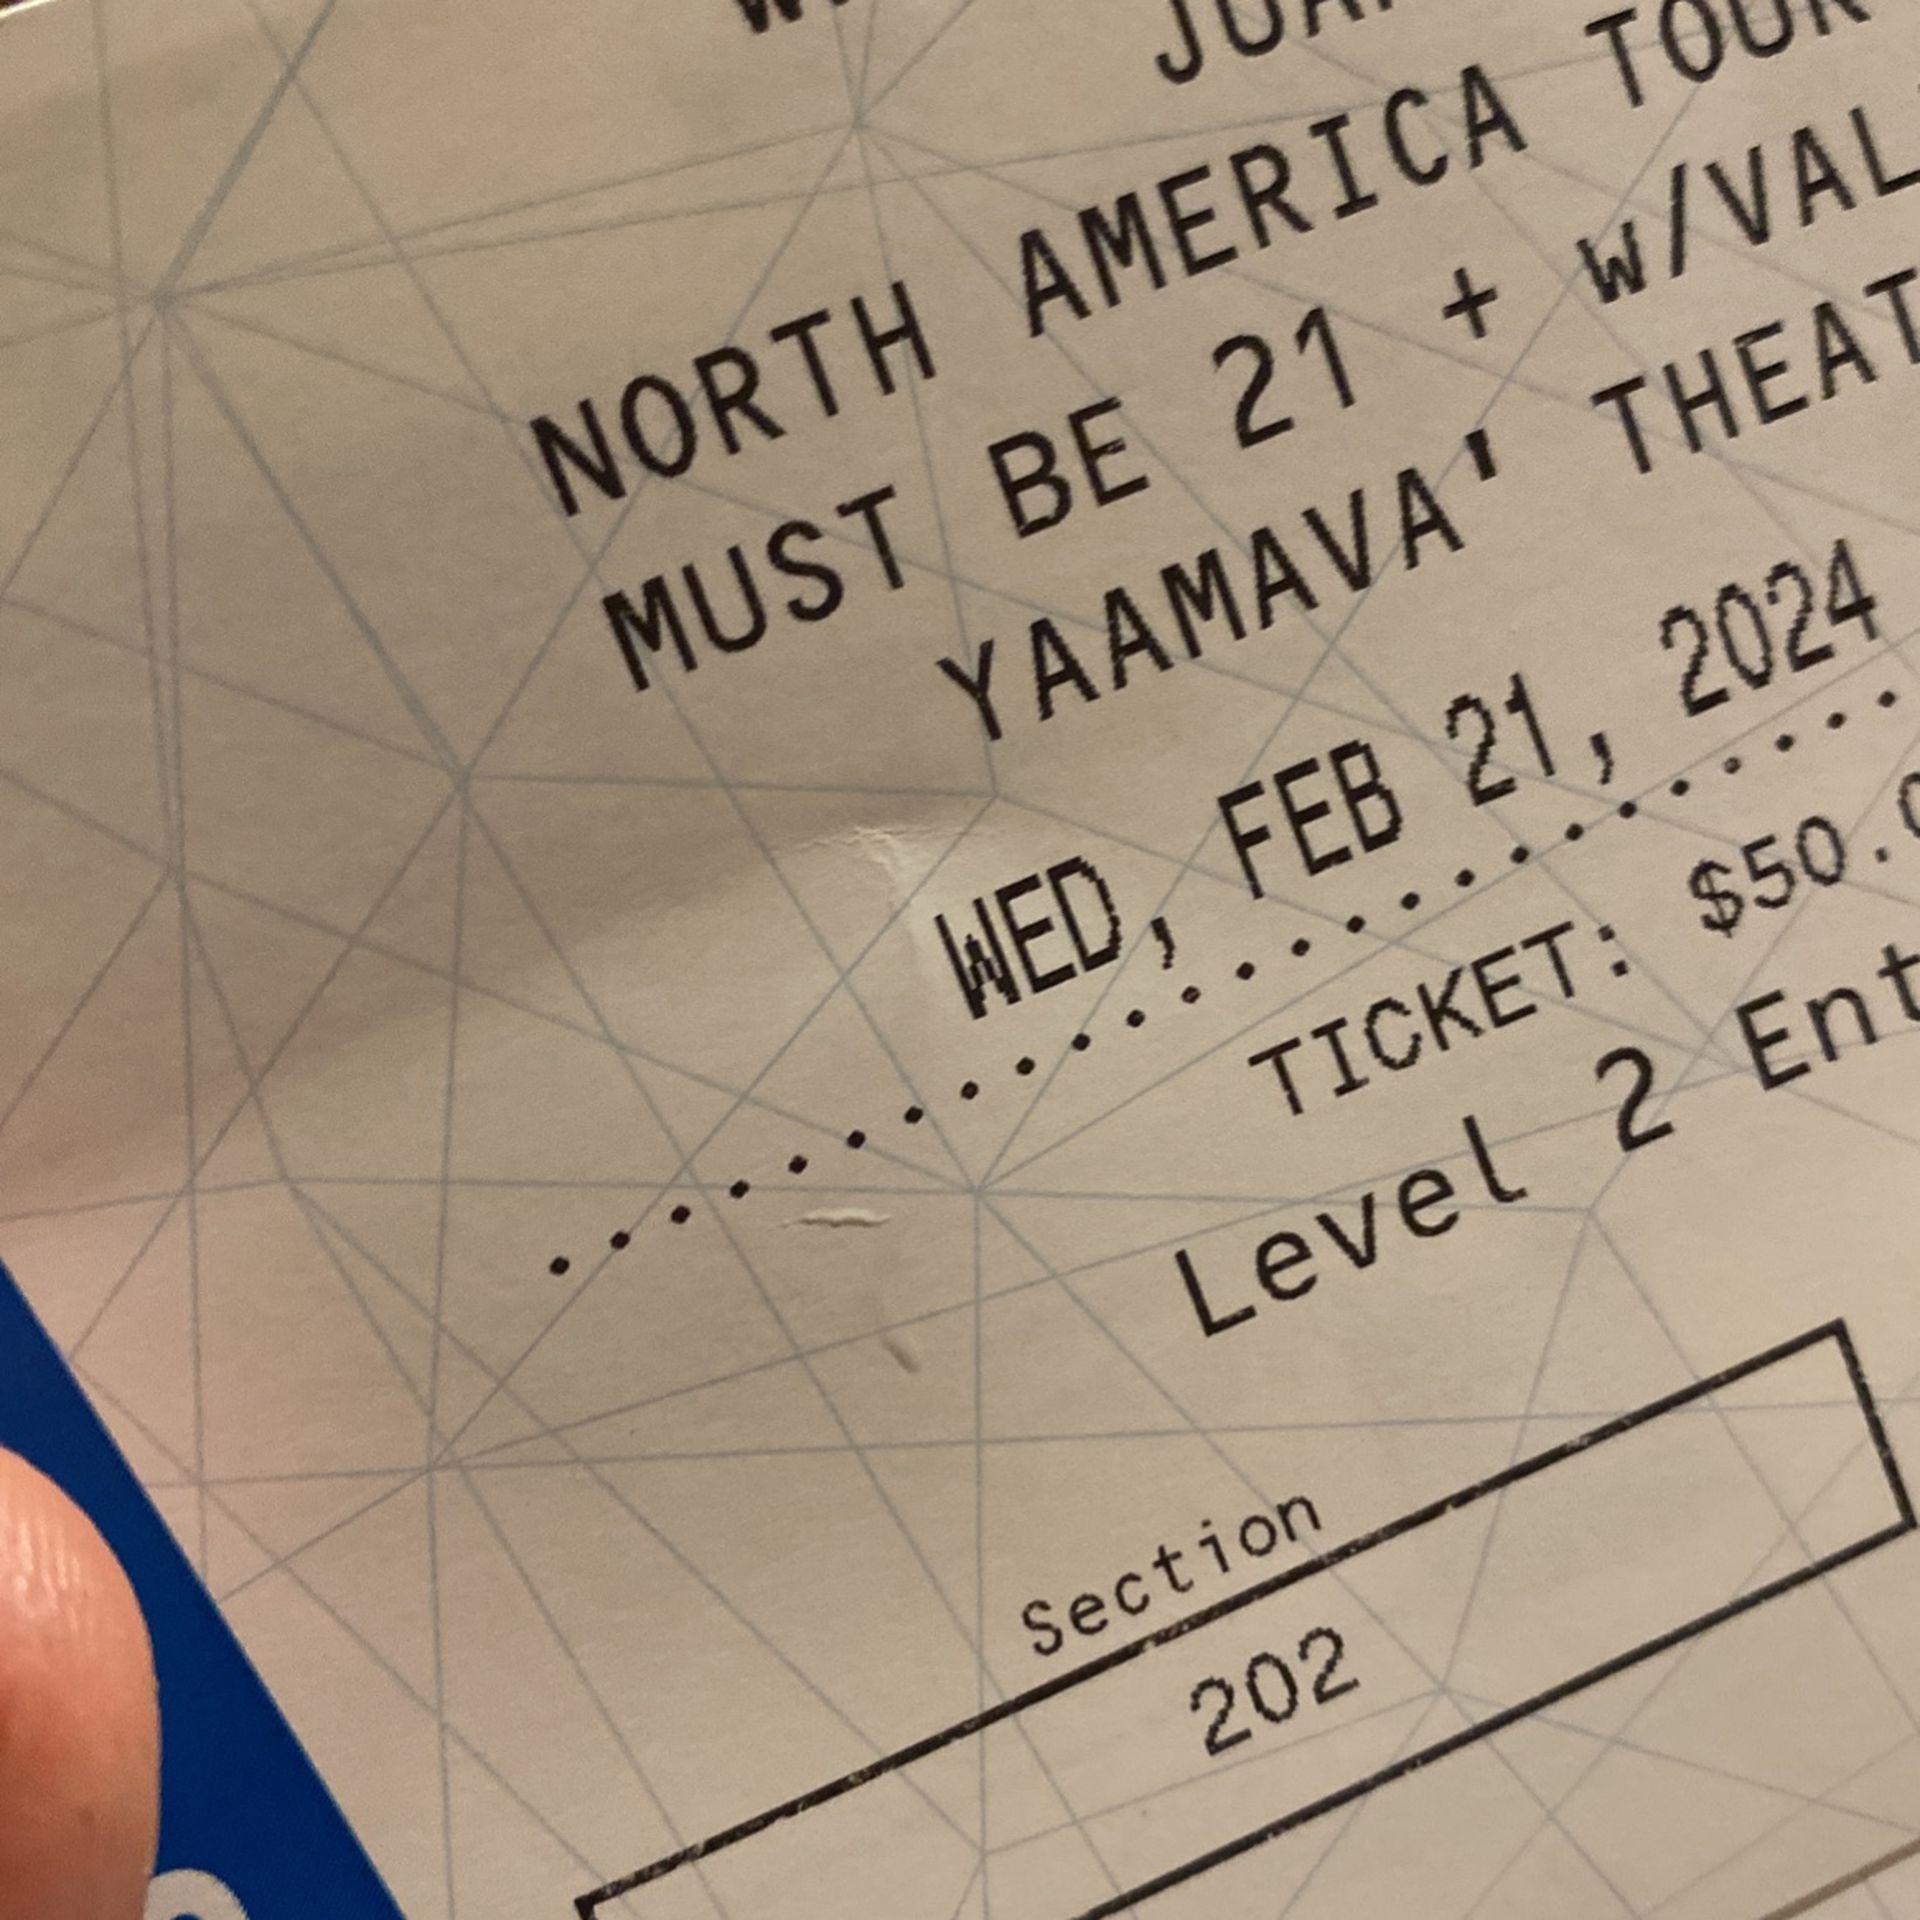 NORTH AMERICA TOUR
MUST BE 21 + W/VAL
YAAMAVA' THEAT
WED, FEB 21, 2024
TICKET: $50.0
Level 2 Ent
Section
202